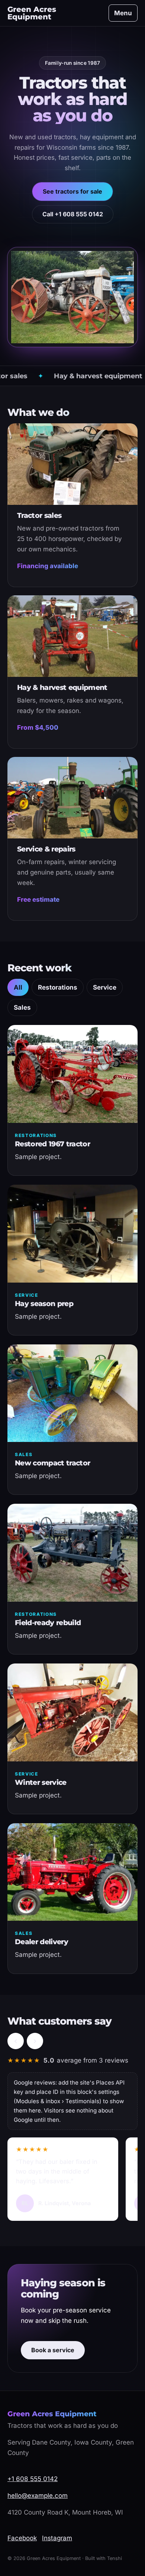 Green Acres
Equipment
Menu
Family-run since 1987
Tractors that
work as hard
as you do
New and used tractors, hay equipment and
repairs for Wisconsin farms since 1987.
Honest prices, fast service, parts on the
shelf.
See tractors for sale
Call +1 608 555 0142
or sales ✦ Hay & harvest equipment
What we do
Tractor sales
New and pre-owned tractors from
25 to 400 horsepower, checked by
our own mechanics.
Financing available
Hay & harvest equipment
Balers, mowers, rakes and wagons,
ready for the season.
From $4,500
Service & repairs
On-farm repairs, winter servicing
and genuine parts, usually same
week.
Free estimate
Recent work
All Restorations Service
Sales
RESTORATIONS
Restored 1967 tractor
Sample project.
SERVICE
Hay season prep
Sample project.
SALES
New compact tractor
Sample project.
RESTORATIONS
Field-ready rebuild
Sample project.
SERVICE
Winter service
Sample project.
SALES
Dealer delivery
Sample project.
What customers say
★★★★★ 5.0 average from 3 reviews
Google reviews: add the site's Places API
key and place ID in this block's settings
(Modules & Inbox › Testimonials) to show
them here. Visitors see nothing about
Google until then.
★★★★★
Haying season is
coming
Book your pre-season service
now and skip the rush.
Book a service
Green Acres Equipment
Tractors that work as hard as you do
Serving Dane County, Iowa County, Green
County
+1 608 555 0142
hello@example.com
4120 County Road K, Mount Horeb, WI
Facebook Instagram
© 2026 Green Acres Equipment · Built with Tenshi